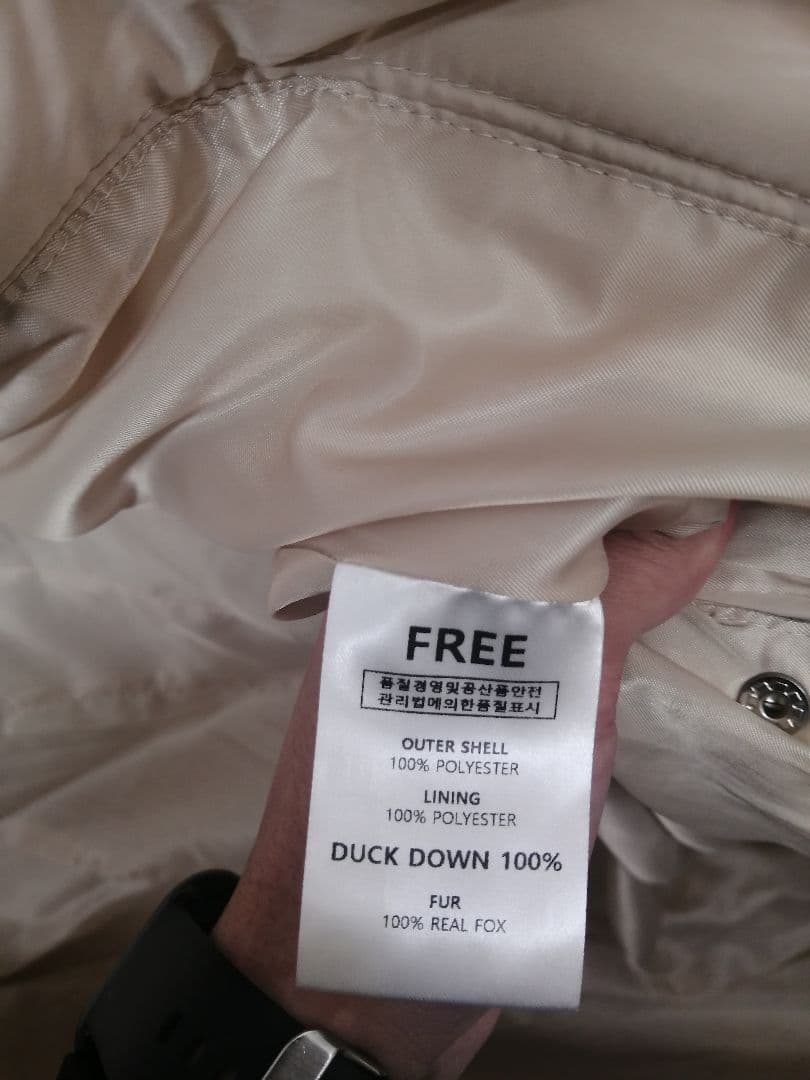 FREE
품질경영및공산품안전
관리법에의한품질표시
OUTER SHELL
100% POLYESTER
LINING
100% POLYESTER
DUCK DOWN 100%
FUR
100% REAL FOX